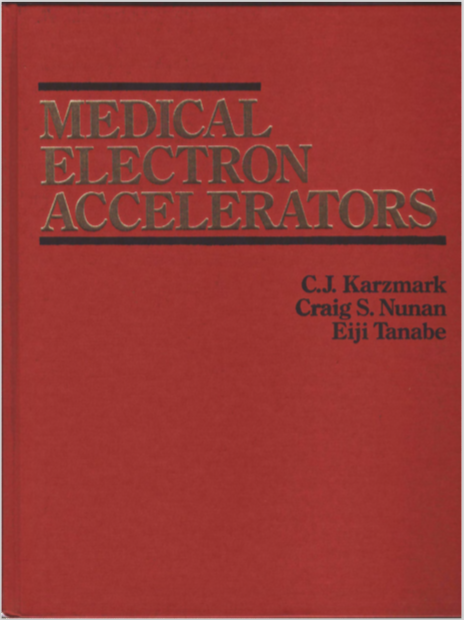 MEDICAL
ELECTRON
ACCELERATORS
C.J. Karzmark
Craig S. Nunan
Eiji Tanabe